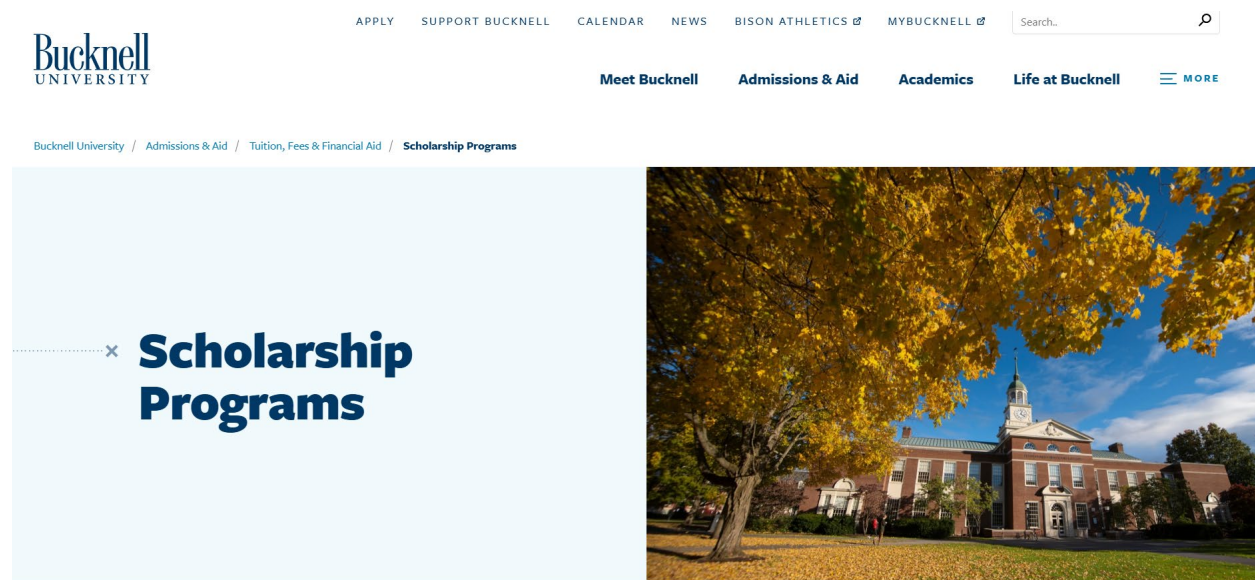 APPLY SUPPORT BUCKNELL CALENDAR NEWS BISON ATHLETICS MYBUCKNELL Search..
Bucknell
UNIVERSITY
Meet Bucknell Admissions & Aid Academics Life at Bucknell MORE
Bucknell University / Admissions & Aid / Tuition, Fees & Financial Aid / Scholarship Programs
Scholarship
Programs